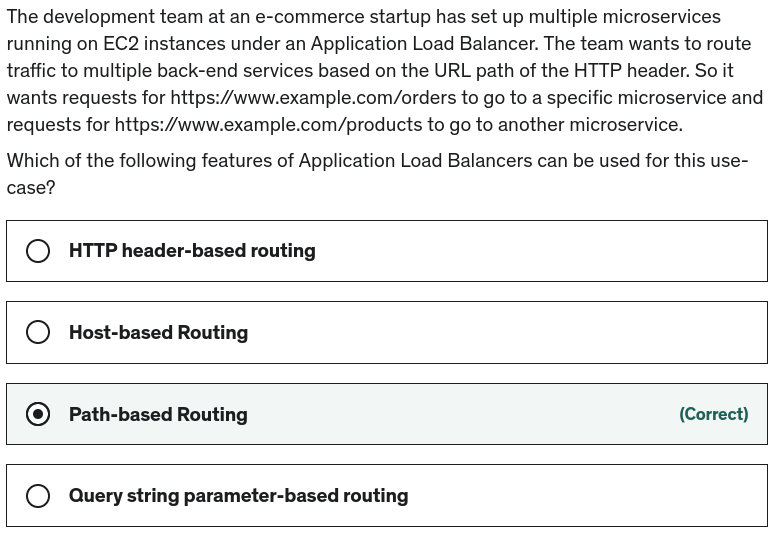 The development team at an e-commerce startup has set up multiple microservices
running on EC2 instances under an Application Load Balancer. The team wants to route
traffic to multiple back-end services based on the URL path of the HTTP header. So it
wants requests for https://www.example.com/orders to go to a specific microservice and
requests for https://www.example.com/products to go to another microservice.
Which of the following features of Application Load Balancers can be used for this use-
case?
HTTP header-based routing
Host-based Routing
Path-based Routing (Correct)
Query string parameter-based routing